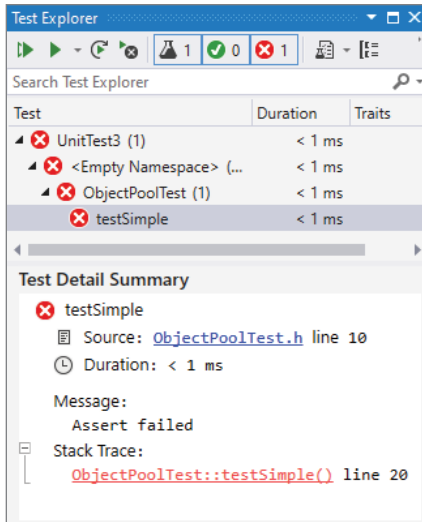 Test Explorer
1 0 1
Search Test Explorer
Test Duration Traits
UnitTest3 (1) < 1 ms
<Empty Namespace> (... < 1 ms
ObjectPoolTest (1) < 1 ms
testSimple < 1 ms
Test Detail Summary
testSimple
Source: ObjectPoolTest.h line 10
Duration: < 1 ms
Message:
Assert failed
Stack Trace:
ObjectPoolTest::testSimple() line 20